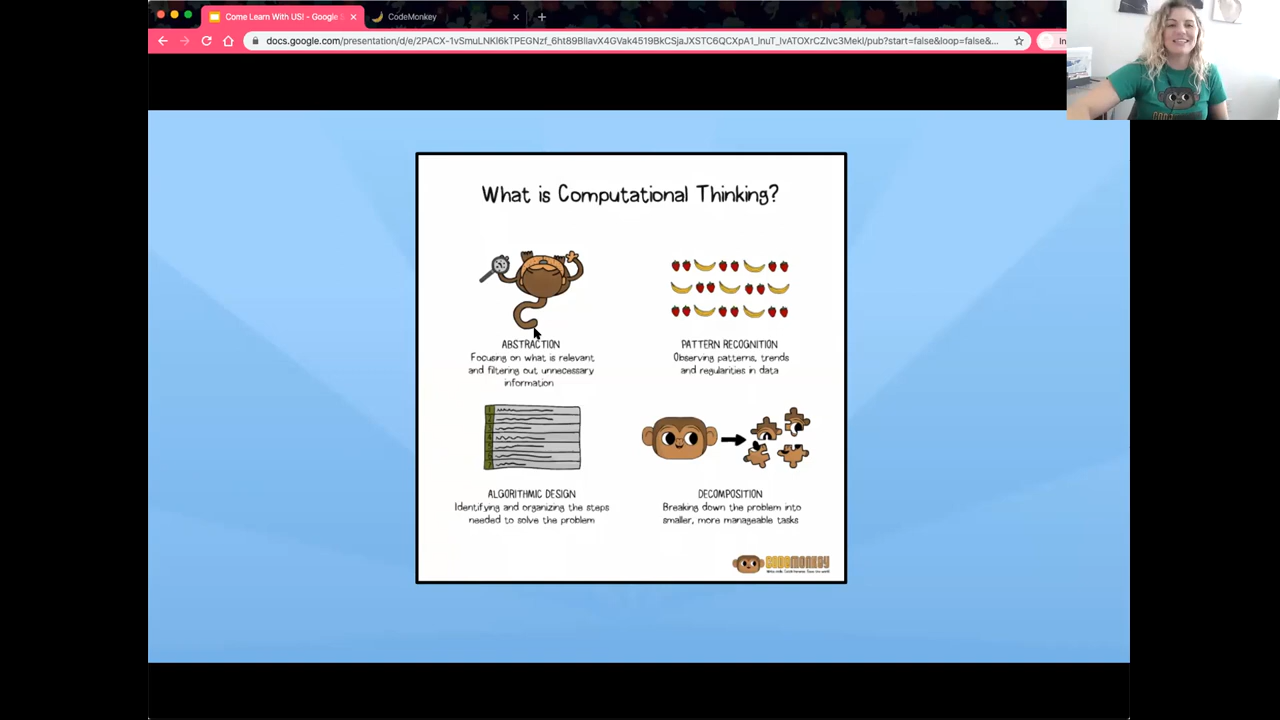 Come Learn With US! - Google S
CodeMonkey
What is Computational Thinking?
ABSTRACTION
Focusing on what is relevant
and filtering out unnecessary
information
PATTERN RECOGNITION
Observing patterns, trends
and regularities in data
ALGORITHMIC DESIGN
Identifying and organizing the steps
needed to solve the problem
DECOMPOSITION
Breaking down the problem into
smaller, more manageable tasks
CODEMONKEY